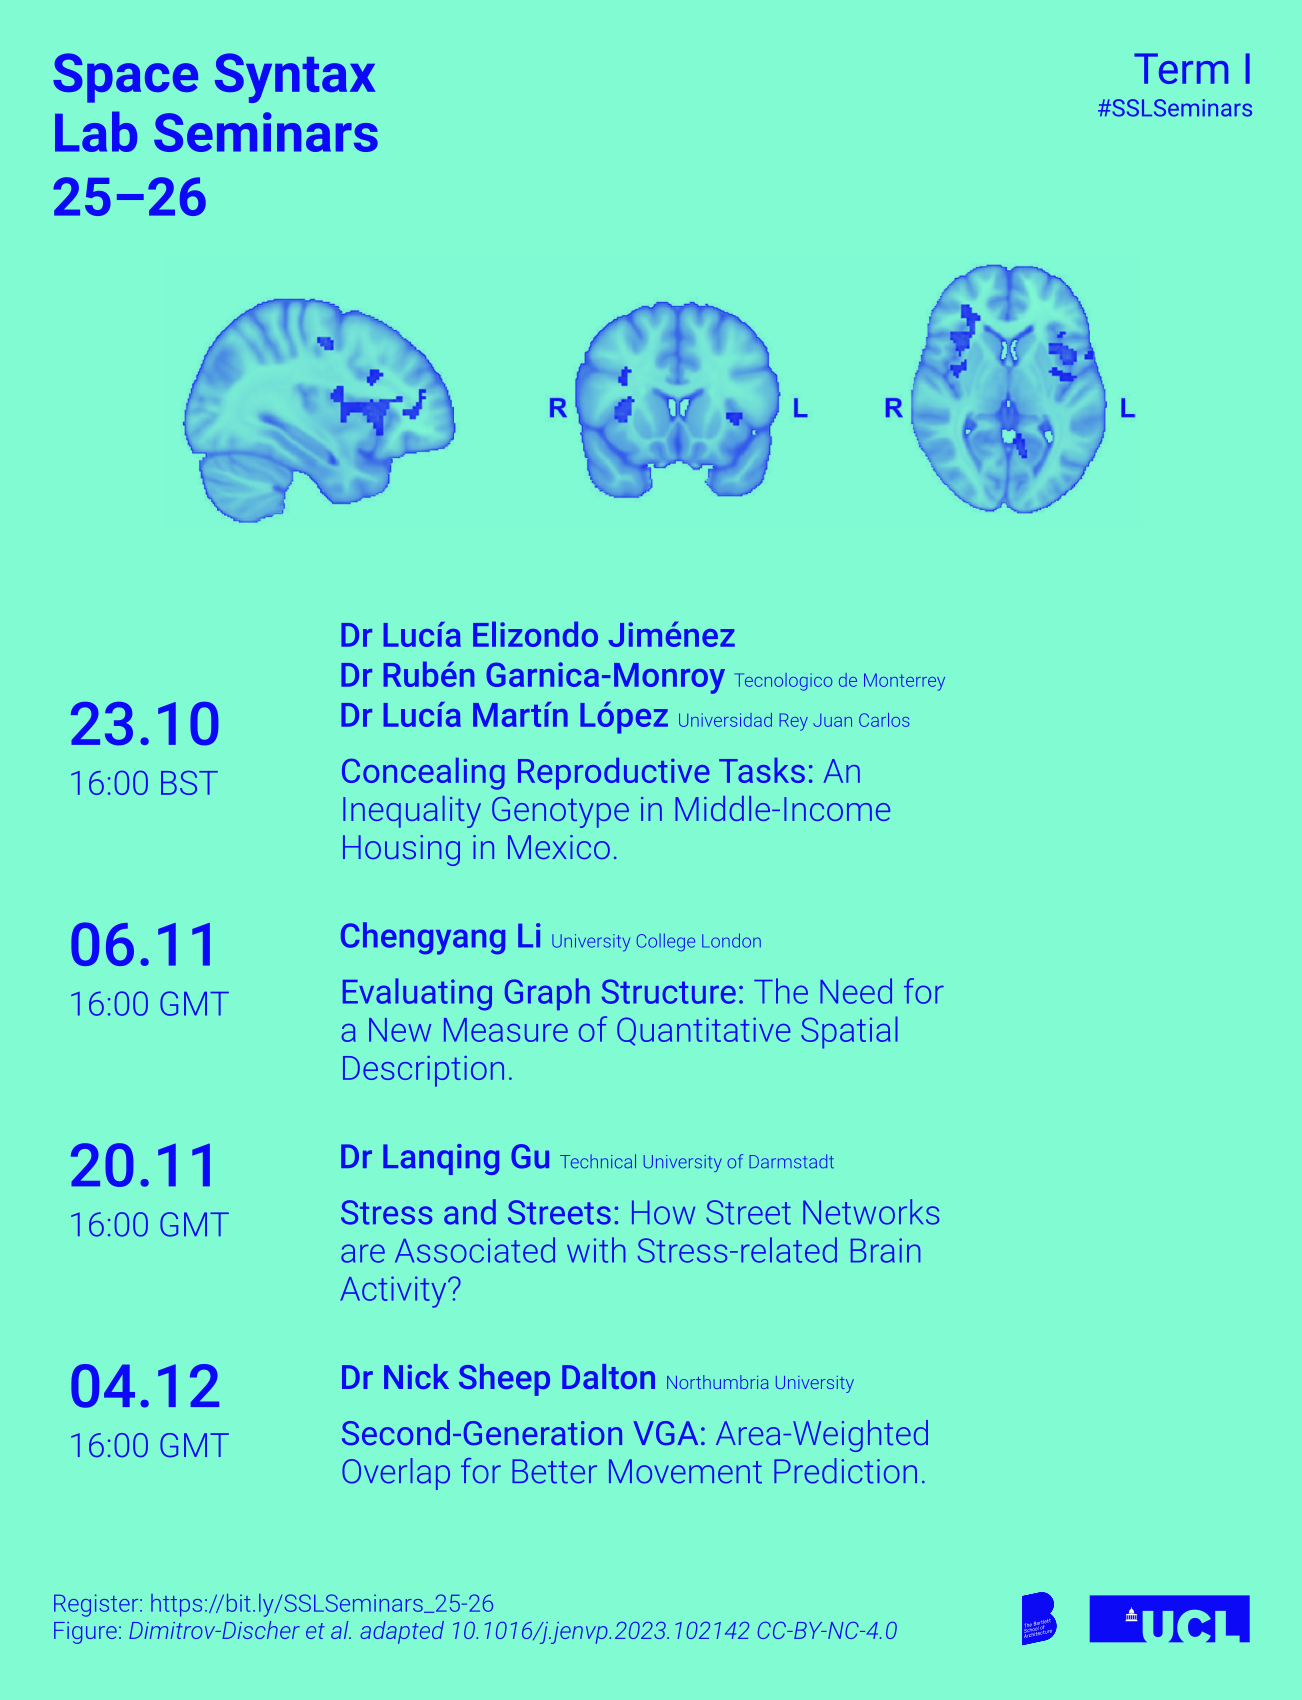 Space Syntax
Lab Seminars
25–26
Term I
#SSLSeminars
R
L
R
L
23.10
16:00 BST
Dr Lucía Elizondo Jiménez
Dr Rubén Garnica-Monroy Tecnologico de Monterrey
Dr Lucía Martín López Universidad Rey Juan Carlos
Concealing Reproductive Tasks: An
Inequality Genotype in Middle-Income
Housing in Mexico.
06.11
16:00 GMT
Chengyang Li University College London
Evaluating Graph Structure: The Need for
a New Measure of Quantitative Spatial
Description.
20.11
16:00 GMT
Dr Lanqing Gu Technical University of Darmstadt
Stress and Streets: How Street Networks
are Associated with Stress-related Brain
Activity?
04.12
16:00 GMT
Dr Nick Sheep Dalton Northumbria University
Second-Generation VGA: Area-Weighted
Overlap for Better Movement Prediction.
Register: https://bit.ly/SSLSeminars_25-26
Figure: Dimitrov-Discher et al. adapted 10.1016/j.jenvp.2023.102142 CC-BY-NC-4.0
The Bartlett
School of
Architecture
UCL